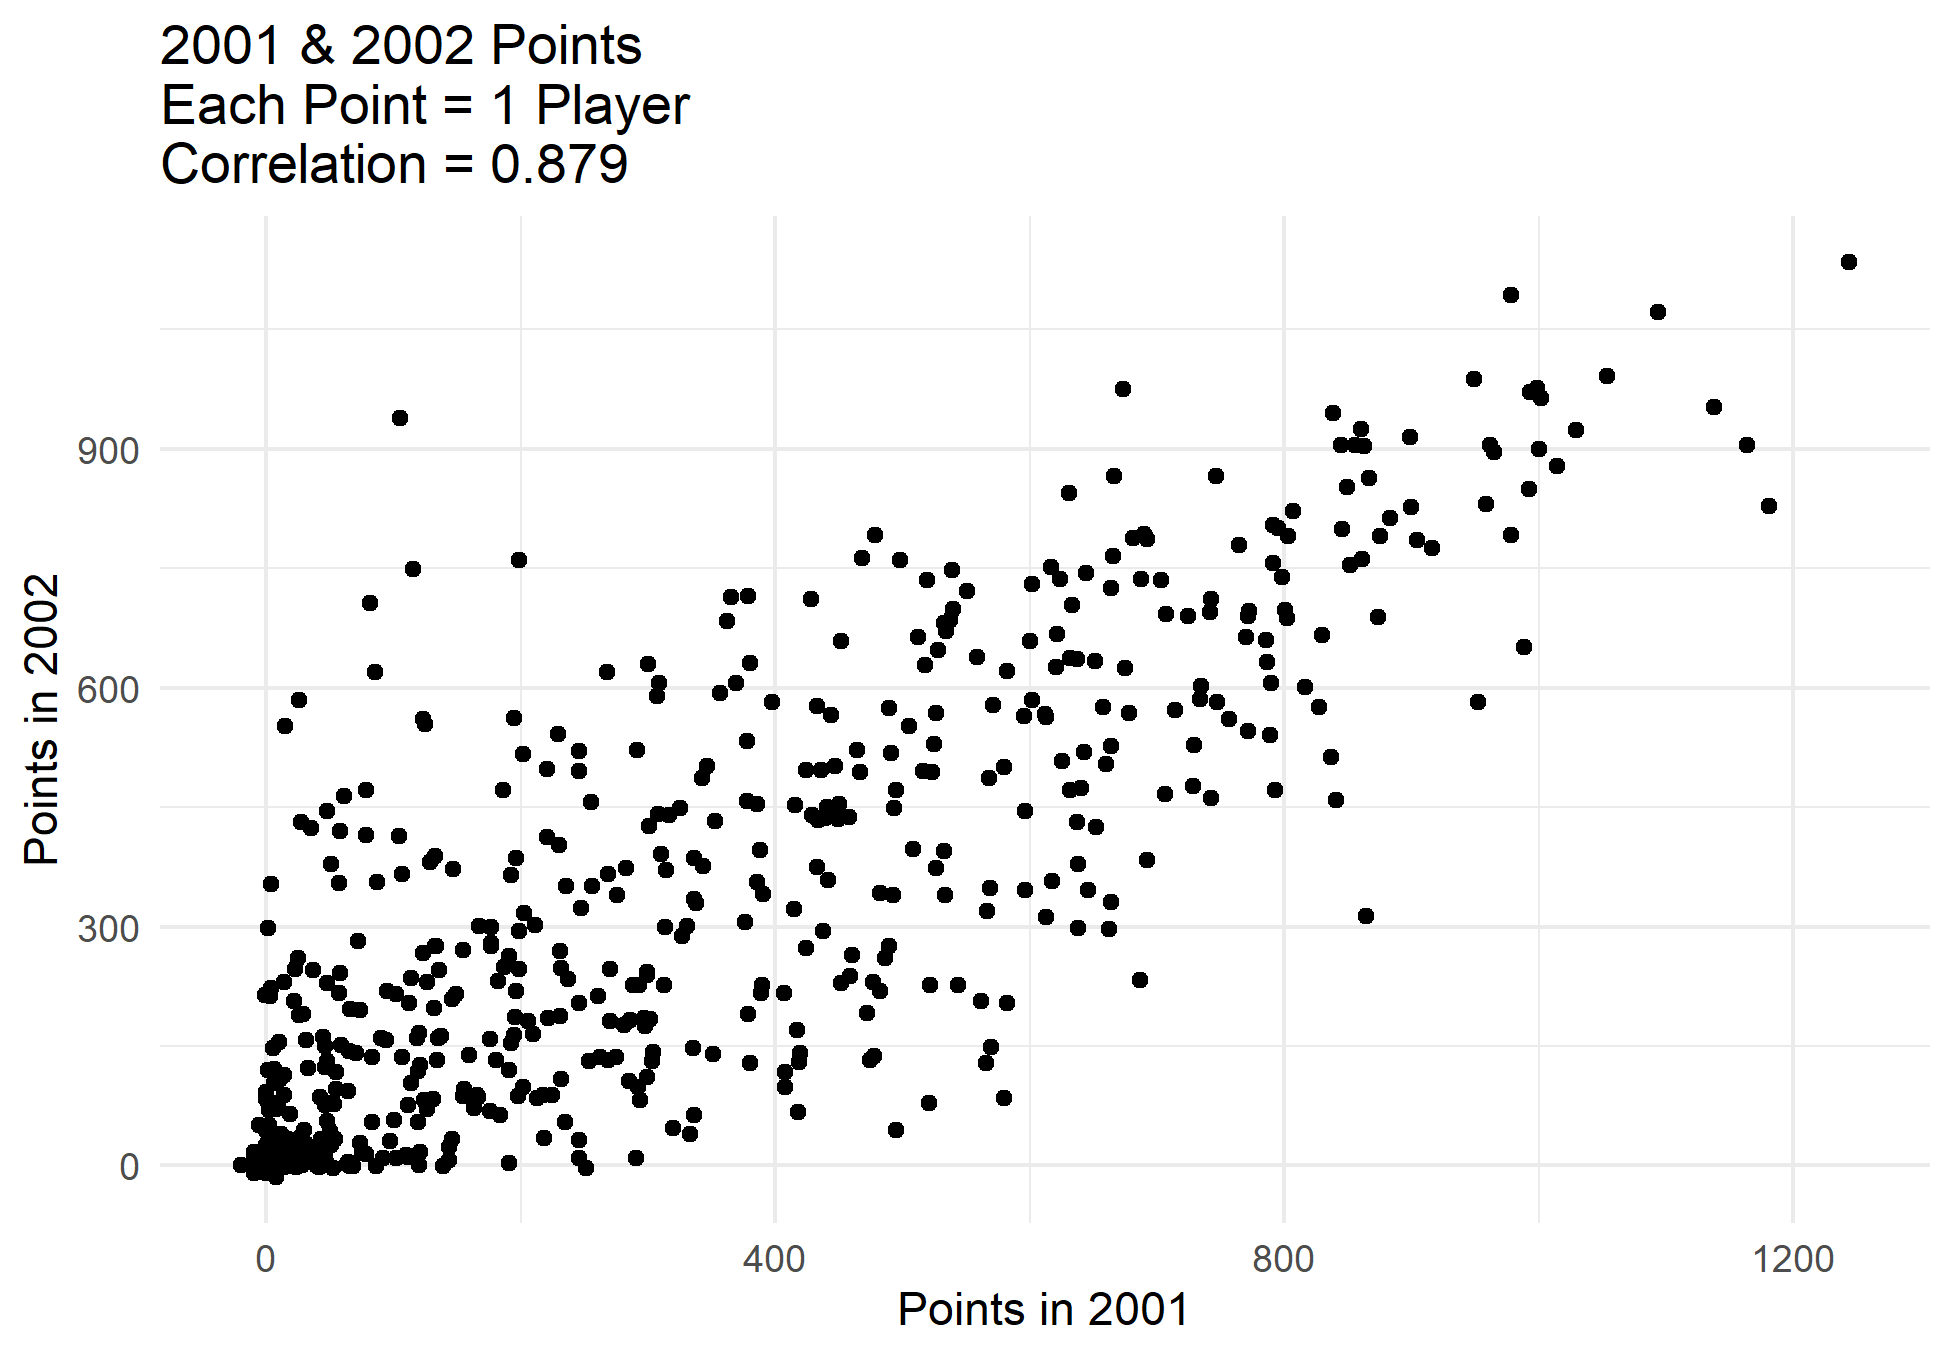 2001 & 2002 Points
Each Point = 1 Player
Correlation = 0.879
Points in 2002
900
600
300
0
0
400
800
1200
Points in 2001